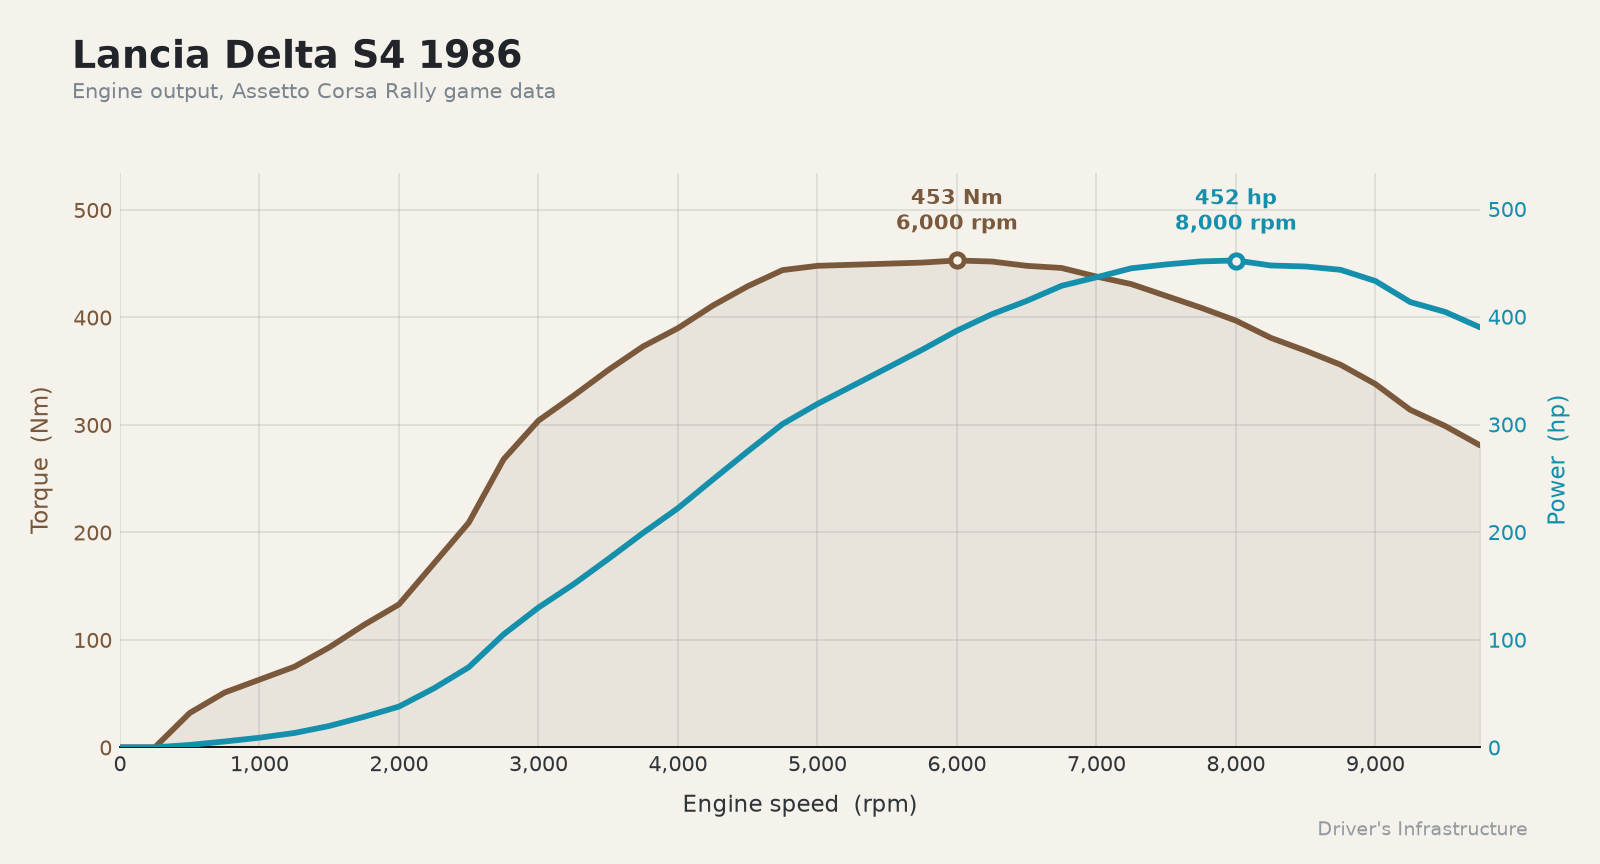 Lancia Delta S4 1986
Engine output, Assetto Corsa Rally game data
453 Nm
6,000 rpm
452 hp
8,000 rpm
500
400
300
200
100
0
Torque (Nm)
500
400
300
200
100
0
Power (hp)
0 1,000 2,000 3,000 4,000 5,000 6,000 7,000 8,000 9,000
Engine speed (rpm)
Driver's Infrastructure